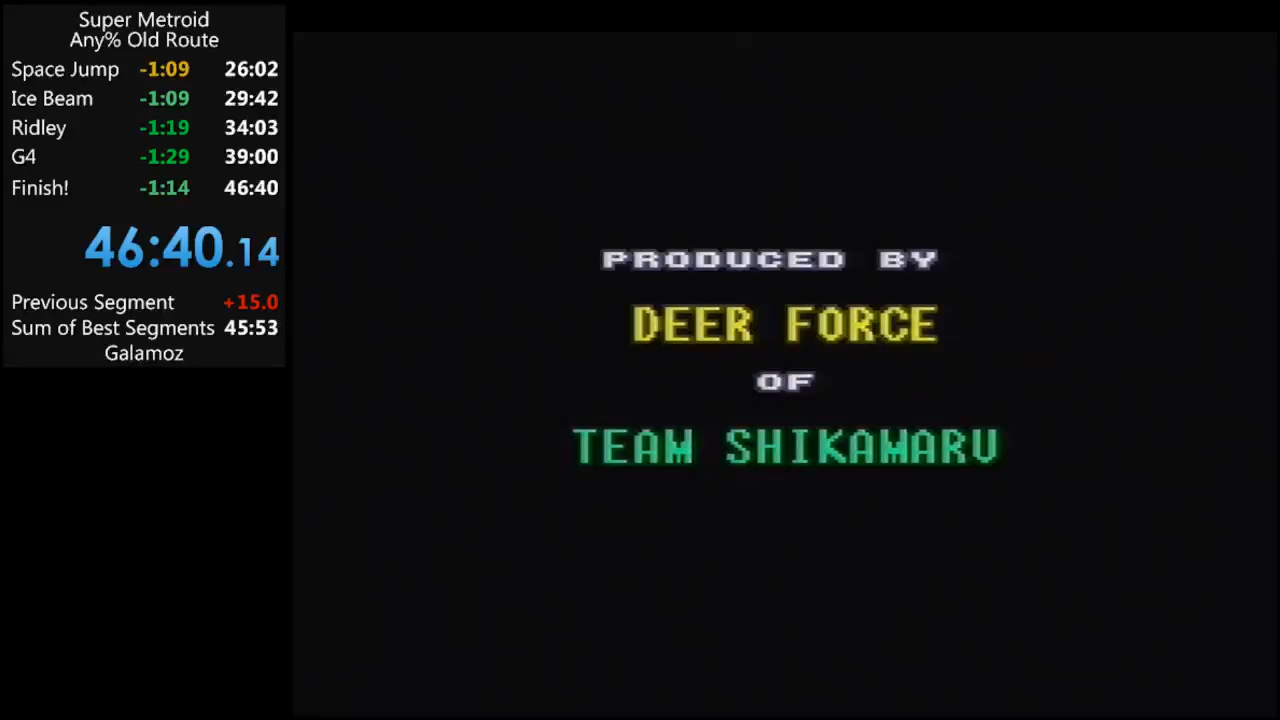 Super Metroid
Any% Old Route
Space Jump -1:09 26:02
Ice Beam -1:09 29:42
Ridley -1:19 34:03
G4 -1:29 39:00
Finish! -1:14 46:40
46:40.14
Previous Segment +15.0
Sum of Best Segments 45:53
Galamoz
PRODUCED BY
DEER FORCE
OF
TEAM SHIKAMARU